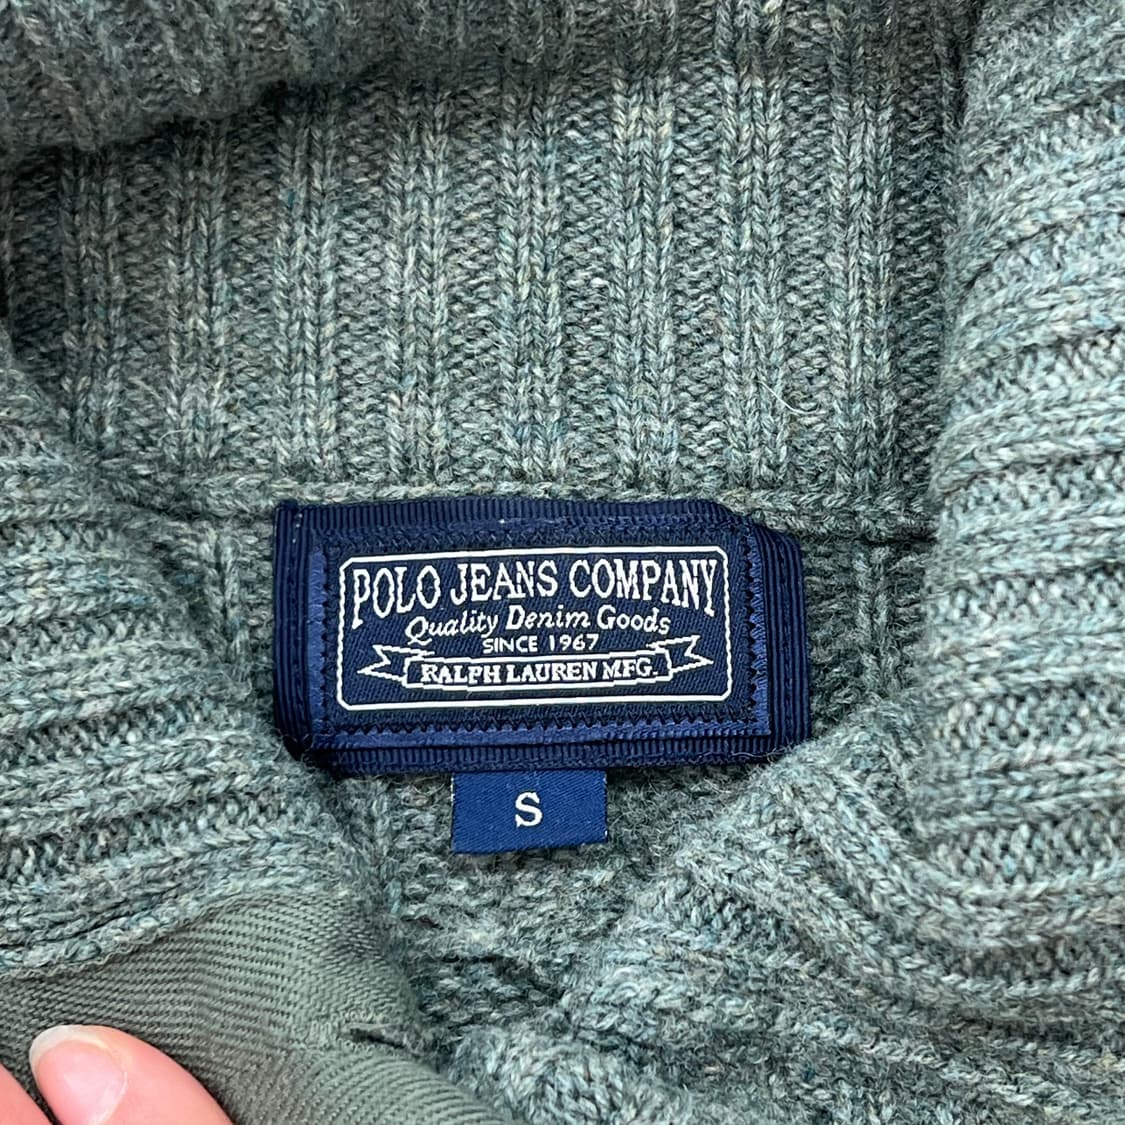 POLO JEANS COMPANY
Quality Denim Goods
SINCE 1967
RALPH LAUREN MFG.
S